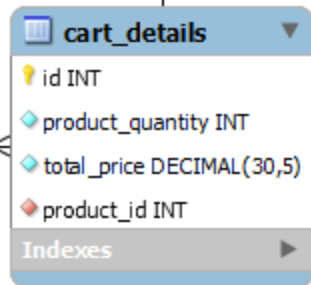 cart_details
id INT
product_quantity INT
total_price DECIMAL(30,5)
product_id INT
Indexes